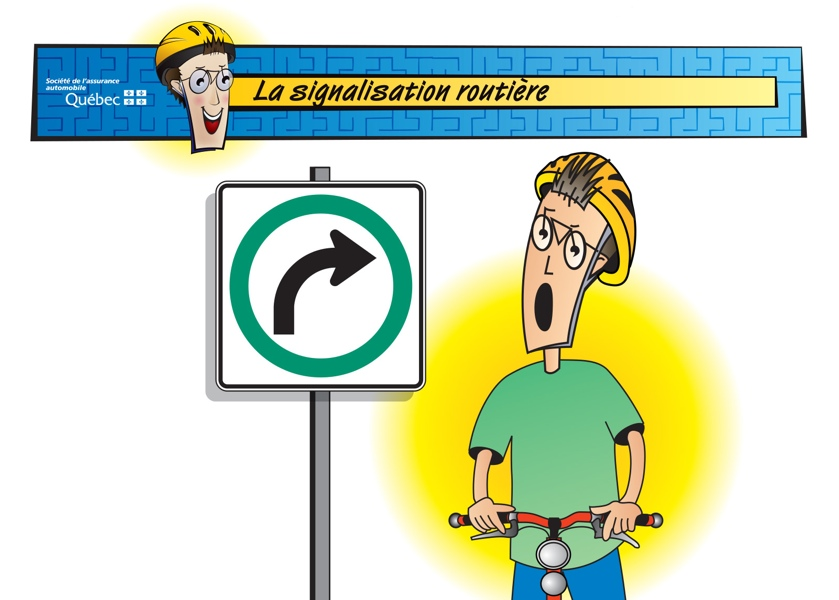 Société de l'assurance
automobile
Québec
La signalisation routière